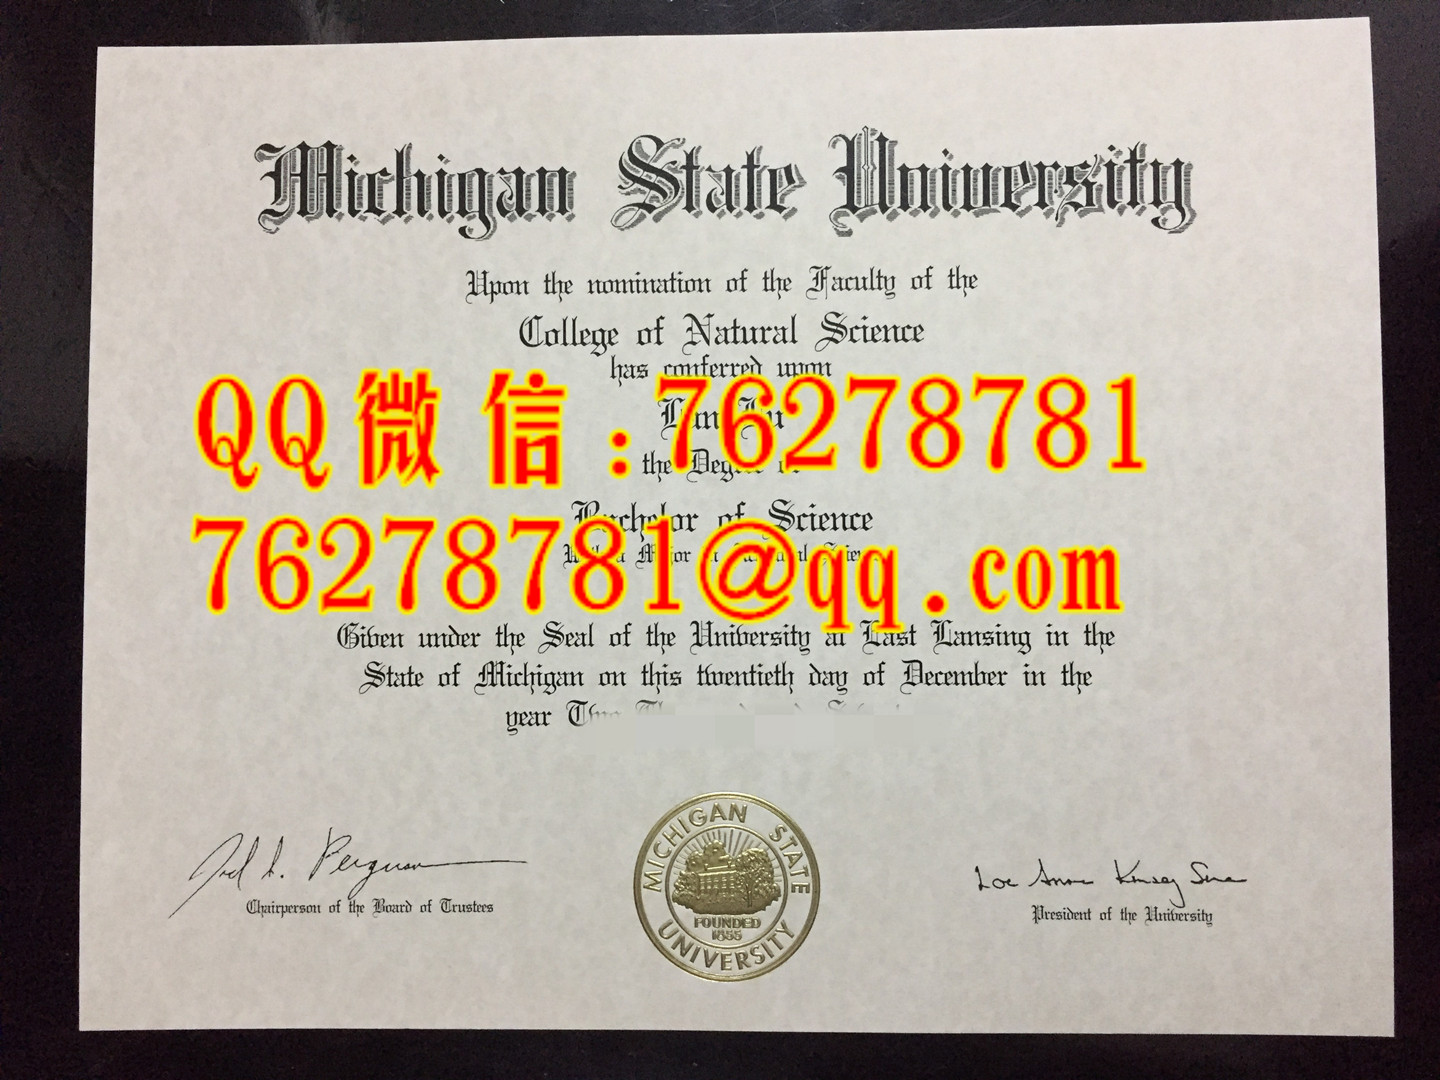 Michigan State University
Upon the nomination of the Faculty of the
College of Natural Science
has conferred upon
QQ微信:76278781
the Degree
Bachelor of Science
76278781@qq.com
Given under the Seal of the University at East Lansing in the
State of Michigan on this twentieth day of December in the
year Two
MICHIGAN STATE UNIVERSITY
FOUNDED
1855
Chairperson of the Board of Trustees
President of the University